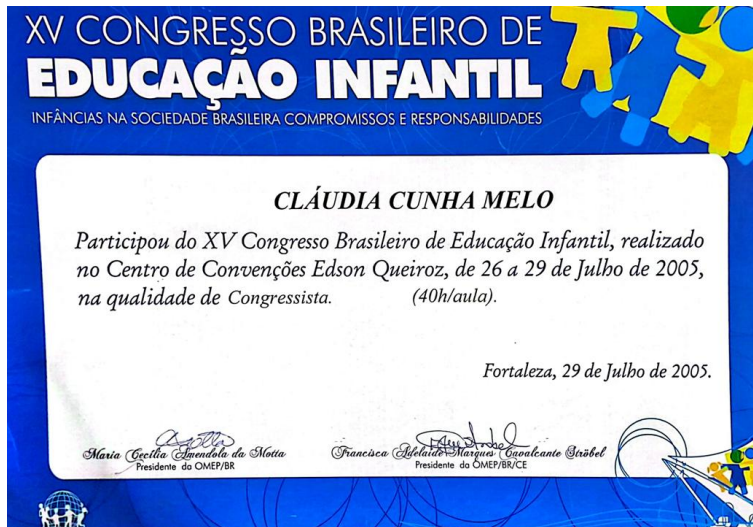 XV CONGRESSO BRASILEIRO DE
EDUCAÇÃO INFANTIL
INFÂNCIAS NA SOCIEDADE BRASILEIRA COMPROMISSOS E RESPONSABILIDADES
CLÁUDIA CUNHA MELO
Participou do XV Congresso Brasileiro de Educação Infantil, realizado
no Centro de Convenções Edson Queiroz, de 26 a 29 de Julho de 2005,
na qualidade de Congressista. (40h/aula).
Fortaleza, 29 de Julho de 2005.
Maria Cecília Amendola da Motta
Presidente da OMEP/BR
Francisca Adelaide Marques Cavalcante Ströbel
Presidente da OMEP/BR/CE